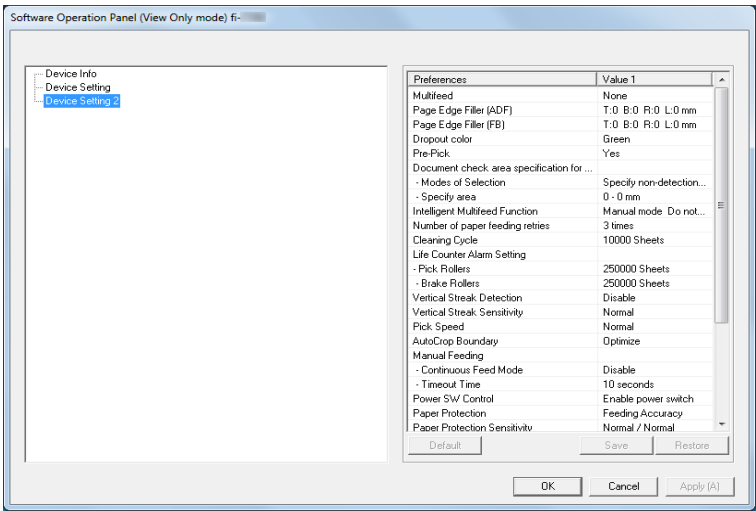 Software Operation Panel (View Only mode) fi-
Device Info
Device Setting
Device Setting 2
Preferences Value 1
Multifeed None
Page Edge Filler (ADF) T:0 B:0 R:0 L:0 mm
Page Edge Filler (FB) T:0 B:0 R:0 L:0 mm
Dropout color Green
Pre-Pick Yes
Document check area specification for ...
- Modes of Selection Specify non-detection...
- Specify area 0 - 0 mm
Intelligent Multifeed Function Manual mode Do not...
Number of paper feeding retries 3 times
Cleaning Cycle 10000 Sheets
Life Counter Alarm Setting
- Pick Rollers 250000 Sheets
- Brake Rollers 250000 Sheets
Vertical Streak Detection Disable
Vertical Streak Sensitivity Normal
Pick Speed Normal
AutoCrop Boundary Optimize
Manual Feeding
- Continuous Feed Mode Disable
- Timeout Time 10 seconds
Power SW Control Enable power switch
Paper Protection Feeding Accuracy
Paper Protection Sensitivity Normal / Normal
Default Save Restore
OK Cancel Apply (A)